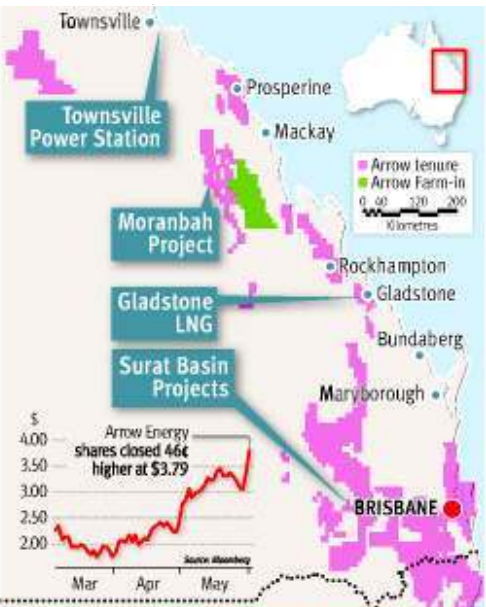 Townsville
Townsville
Power Station
Prosperine
Mackay
Arrow tenure
Arrow Farm-in
0 40 120 200
Kilometres
Moranbah
Project
Rockhampton
Gladstone
Gladstone
LNG
Bundaberg
Surat Basin
Projects
Maryborough
$
4.00
3.50
3.00
2.50
2.00
Arrow Energy
shares closed 46¢
higher at $3.79
BRISBANE
Source: Bloomberg
Mar Apr May